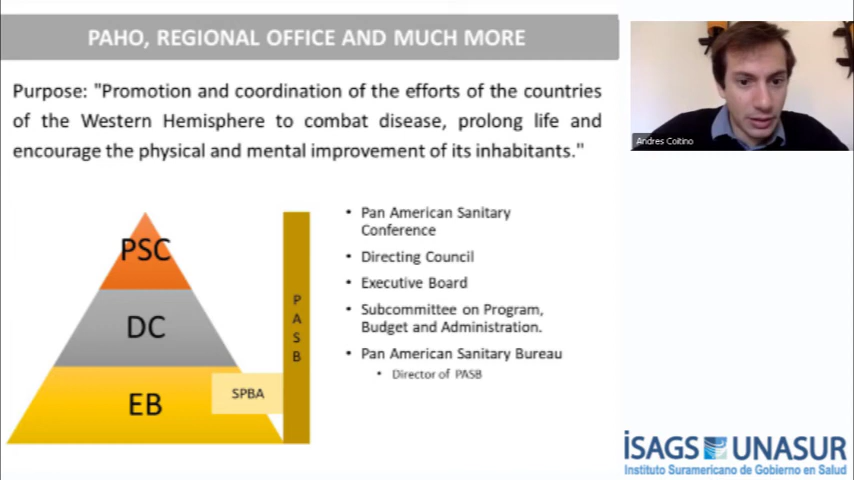 PAHO, REGIONAL OFFICE AND MUCH MORE
Purpose: "Promotion and coordination of the efforts of the countries
of the Western Hemisphere to combat disease, prolong life and
encourage the physical and mental improvement of its inhabitants."
Andres Coitino
PSC
DC
EB
SPBA
P
A
S
B
• Pan American Sanitary
Conference
• Directing Council
• Executive Board
• Subcommittee on Program,
Budget and Administration.
• Pan American Sanitary Bureau
• Director of PASB
iSAGS UNASUR
Instituto Suramericano de Gobierno en Salud